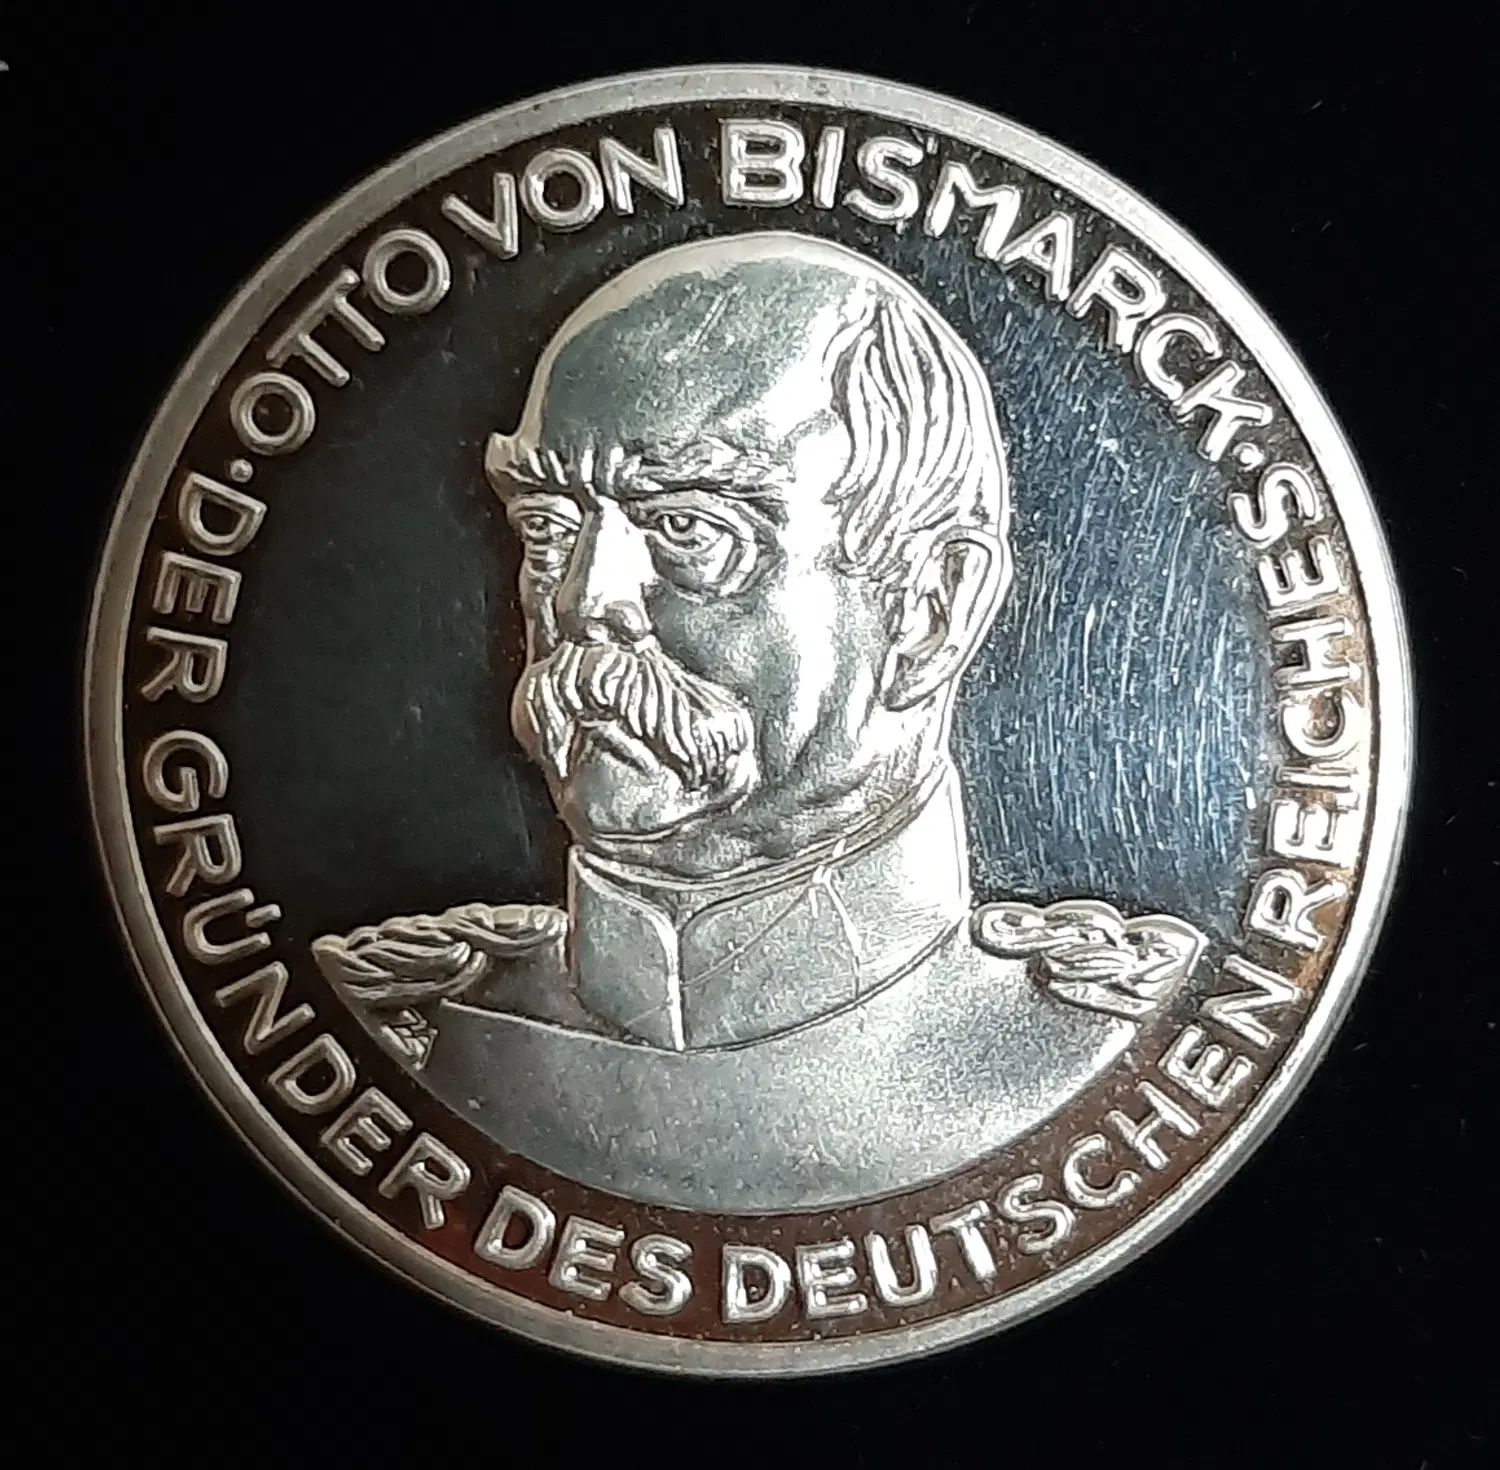 OTTO VON BISMARCK·
DER GRÜNDER DES DEUTSCHEN REICHES·